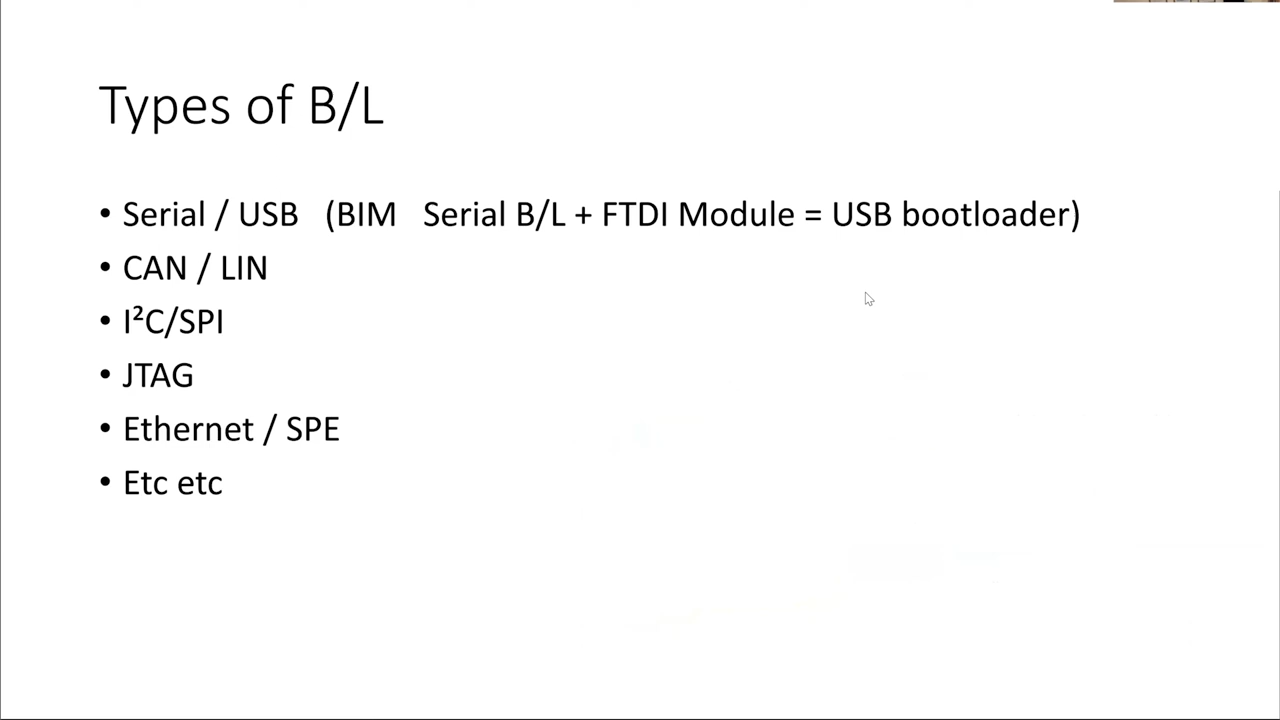 Types of B/L
• Serial / USB (BIM Serial B/L + FTDI Module = USB bootloader)
• CAN / LIN
• I²C/SPI
• JTAG
• Ethernet / SPE
• Etc etc